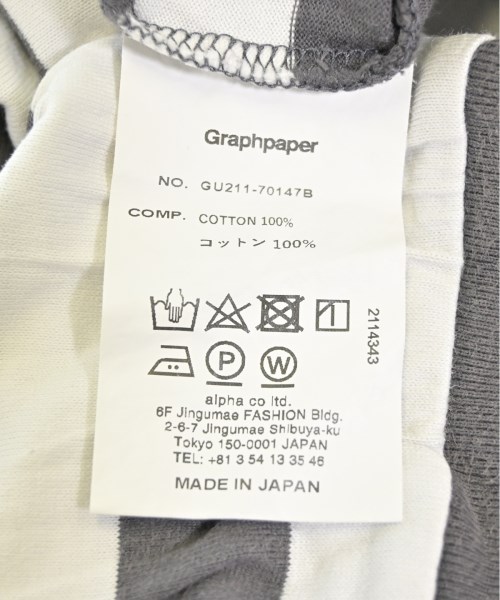 Graphpaper
NO. GU211-70147B
COMP. COTTON 100%
コットン 100%
2114343
P W
alpha co ltd.
6F Jingumae FASHION Bldg.
2-6-7 Jingumae Shibuya-ku
Tokyo 150-0001 JAPAN
TEL: +81 3 54 13 35 46
MADE IN JAPAN